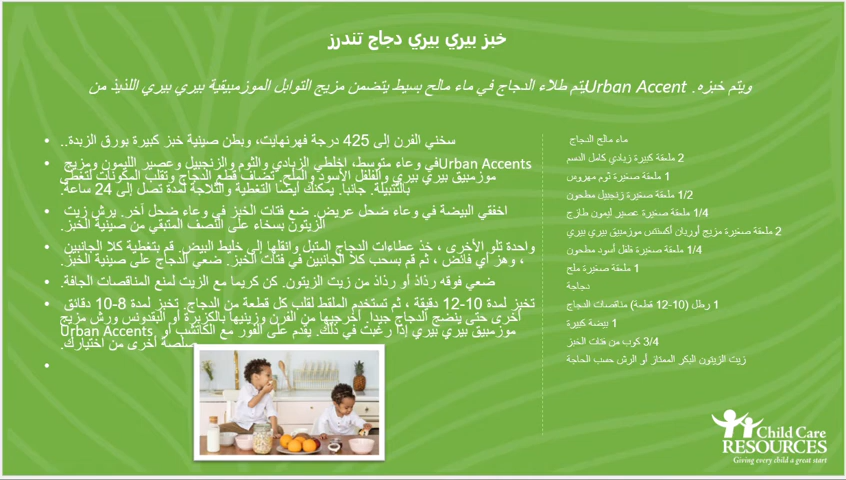 خبز بيري بيري دجاج تندرز
يتم طلاء الدجاج في ماء مالح بسيط يتضمن مزيج التوابل الموزمبيقية بيري بيري اللذيذ من Urban Accent. ويتم خبزه
ماء مالح الدجاج
2 ملعقة كبيرة زبادي كامل الدسم
1 ملعقة صغيرة ثوم مهروس
1/2 ملعقة صغيرة زنجبيل مطحون
1/4 ملعقة صغيرة عصير ليمون طازج
2 ملعقة صغيرة مزيج أوربان أكسنتس موزمبيق بيري بيري
1/4 ملعقة صغيرة فلفل أسود مطحون
1 ملعقة صغيرة ملح
دجاجة
1 رطل (10-12 قطعة) مناقصات الدجاج
1 بيضة كبيرة
3/4 كوب من فتات الخبز
زيت الزيتون البكر الممتاز أو الرش حسب الحاجة
سخني الفرن إلى 425 درجة فهرنهايت، وبطن صينية خبز كبيرة بورق الزبدة..
في وعاء متوسط، اخلطي الزبادي والثوم والزنجبيل وعصير الليمون ومزيج Urban Accents
موزمبيق بيري بيري والفلفل الأسود والملح. تضاف قطع الدجاج وتقلب المكونات لتغطى
بالتتبيلة. جانبا. يمكنك أيضا التغطية والثلاجة لمدة تصل إلى 24 ساعة.
اخفقي البيضة في وعاء ضحل عريض. ضع فتات الخبز في وعاء ضحل آخر. يرش زيت
الزيتون بسخاء على النصف المتبقي من صينية الخبز.
واحدة تلو الأخرى ، خذ عطاءات الدجاج المتبل وانقلها إلى خليط البيض. قم بتغطية كلا الجانبين
، وهز أي فائض ، ثم قم بسحب كلا الجانبين في فتات الخبز. ضعي الدجاج على صينية الخبز.
ضعي فوقه رذاذ أو رذاذ من زيت الزيتون. كن كريما مع الزيت لمنع المناقصات الجافة.
تخبز لمدة 10-12 دقيقة ، ثم تستخدم الملقط لقلب كل قطعة من الدجاج. تخبز لمدة 8-10 دقائق
أخرى حتى ينضج الدجاج جيدا. أخرجيها من الفرن وزينيها بالكزبرة أو البقدونس ورش مزيج
موزمبيق بيري بيري إذا رغبت في ذلك. يقدم على الفور مع الكاتشب أو Urban Accents
صلصة أخرى من اختيارك.
Child Care
RESOURCES
Giving every child a great start